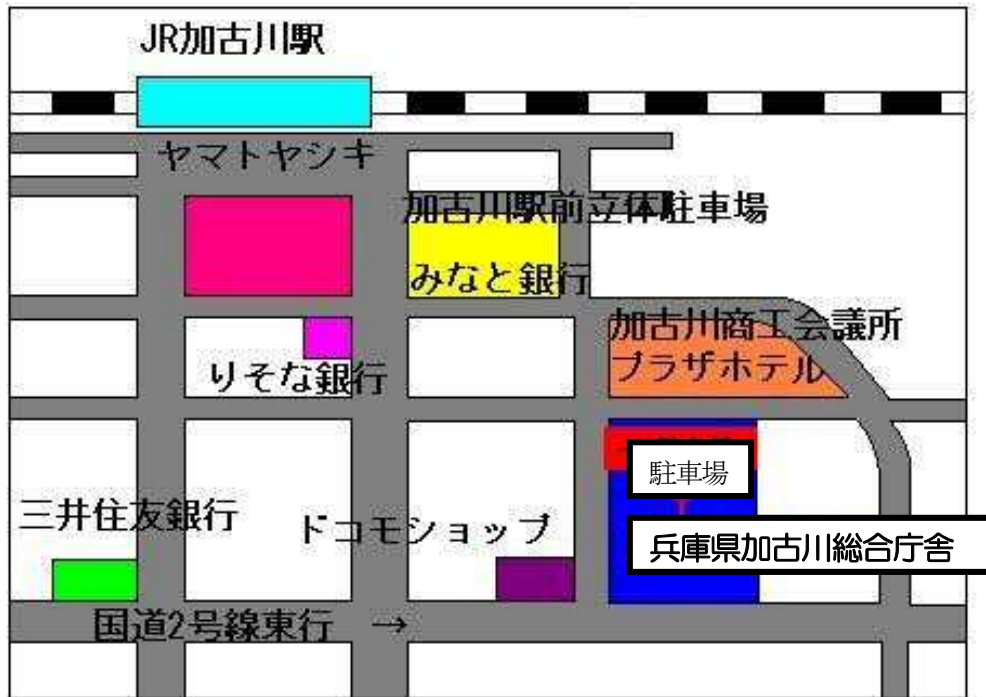 JR加古川駅
ヤマトヤシキ
加古川駅前立体駐車場
みなと銀行
加古川商工会議所
プラザホテル
りそな銀行
駐車場
三井住友銀行
ドコモショップ
兵庫県加古川総合庁舎
国道2号線東行 →